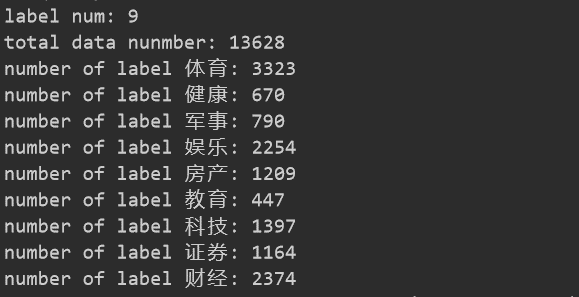 label num: 9
total data nunmber: 13628
number of label 体育: 3323
number of label 健康: 670
number of label 军事: 790
number of label 娱乐: 2254
number of label 房产: 1209
number of label 教育: 447
number of label 科技: 1397
number of label 证券: 1164
number of label 财经: 2374